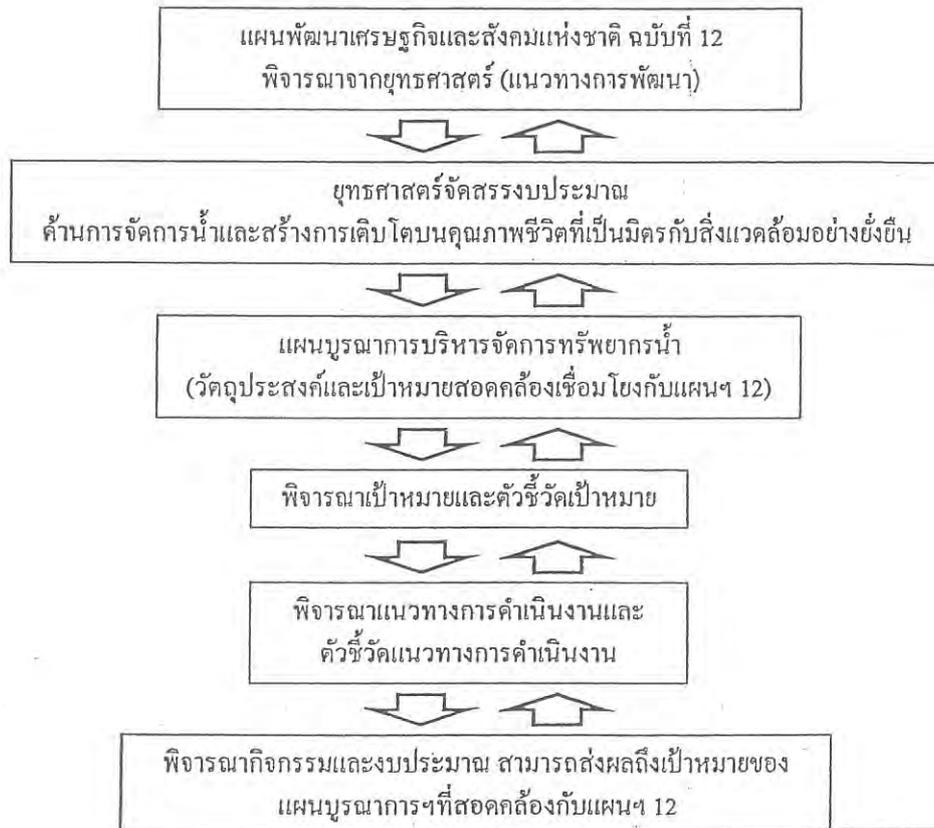 แผนพัฒนาเศรษฐกิจและสังคมแห่งชาติ ฉบับที่ 12
พิจารณาจากยุทธศาสตร์ (แนวทางการพัฒนา)
ยุทธศาสตร์จัดสรรงบประมาณ
ด้านการจัดการน้ำและสร้างการเติบโตบนคุณภาพชีวิตที่เป็นมิตรกับสิ่งแวดล้อมอย่างยั่งยืน
แผนบูรณาการบริหารจัดการทรัพยากรน้ำ
(วัตถุประสงค์และเป้าหมายสอดคล้องเชื่อมโยงกับแผนฯ 12)
พิจารณาเป้าหมายและตัวชี้วัดเป้าหมาย
พิจารณาแนวทางการดำเนินงานและ
ตัวชี้วัดแนวทางการดำเนินงาน
พิจารณากิจกรรมและงบประมาณ สามารถส่งผลถึงเป้าหมายของ
แผนบูรณาการฯที่สอดคล้องกับแผนฯ 12